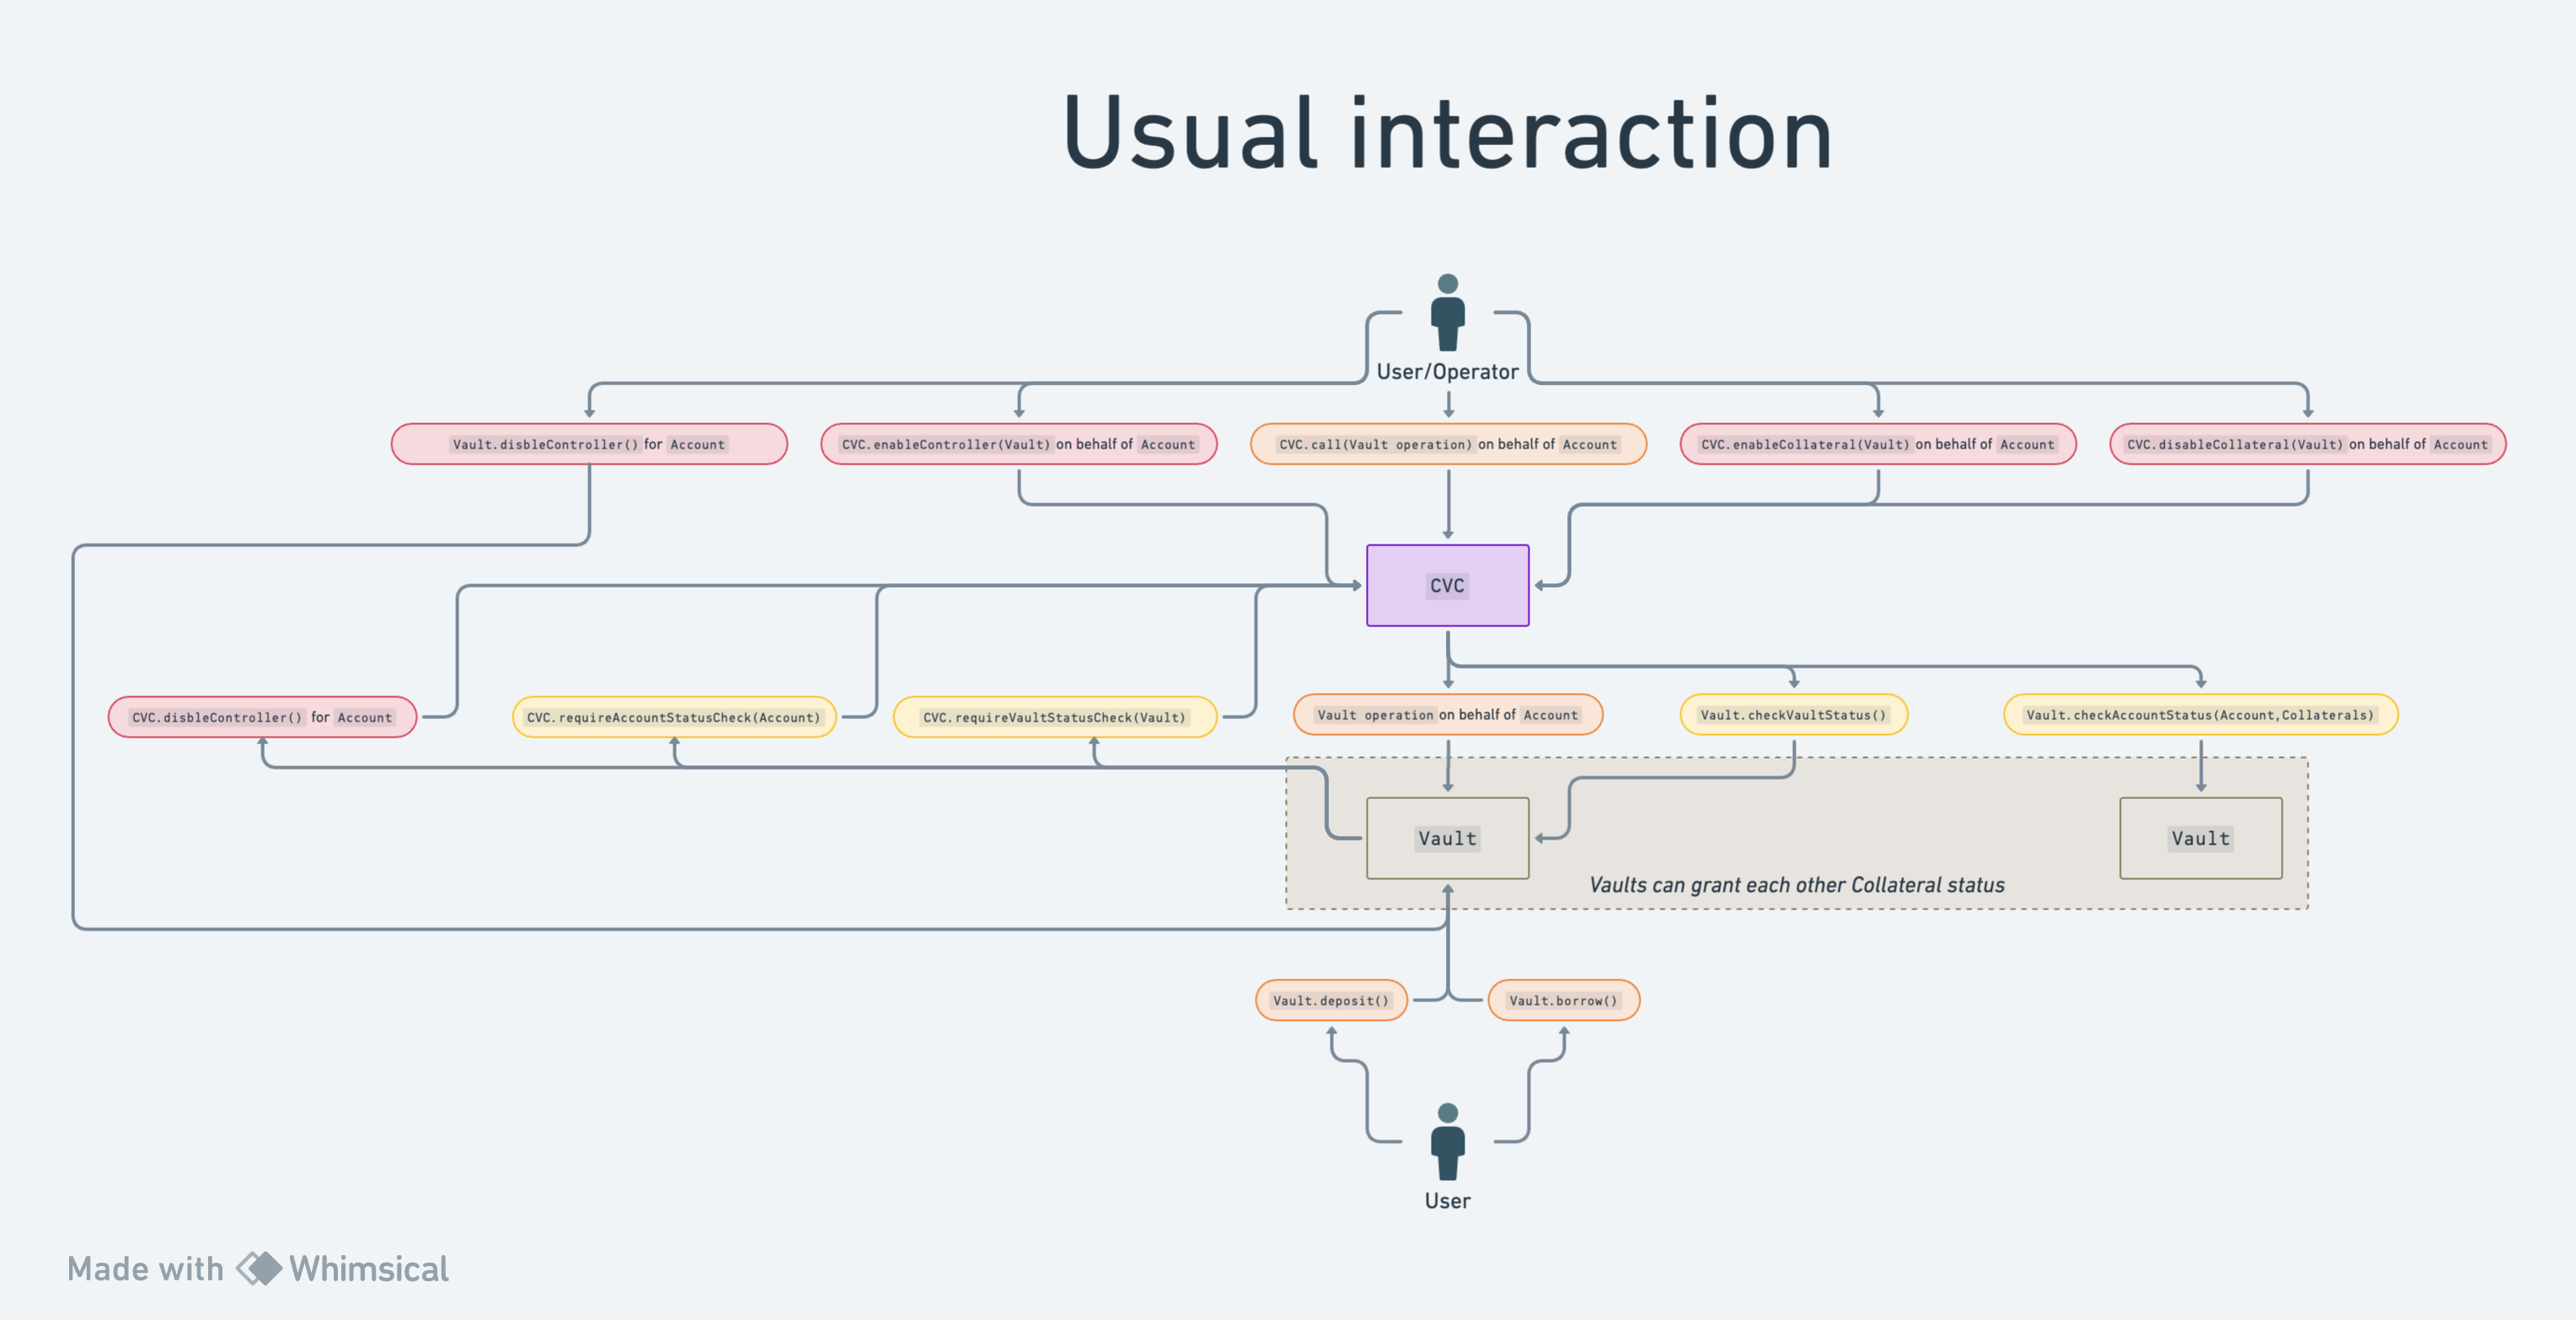 Usual interaction
User/Operator
Vault.disbleController() for Account
CVC.enableController(Vault) on behalf of Account
CVC.call(Vault operation) on behalf of Account
CVC.enableCollateral(Vault) on behalf of Account
CVC.disableCollateral(Vault) on behalf of Account
CVC
CVC.disbleController() for Account
CVC.requireAccountStatusCheck(Account)
CVC.requireVaultStatusCheck(Vault)
Vault operation on behalf of Account
Vault.checkVaultStatus()
Vault.checkAccountStatus(Account,Collaterals)
Vault
Vault
Vaults can grant each other Collateral status
Vault.deposit()
Vault.borrow()
User
Made with Whimsical